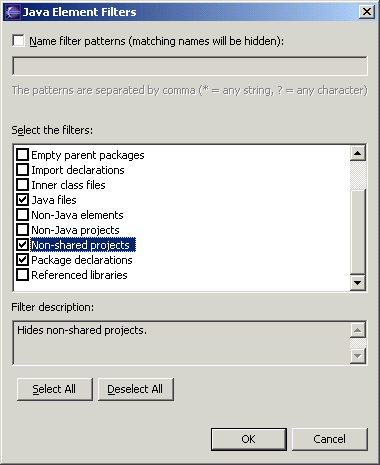 Java Element Filters
Name filter patterns (matching names will be hidden):
The patterns are separated by comma (* = any string, ? = any character)
Select the filters:
Empty parent packages
Import declarations
Inner class files
Java files
Non-Java elements
Non-Java projects
Non-shared projects
Package declarations
Referenced libraries
Filter description:
Hides non-shared projects.
Select All Deselect All
OK Cancel